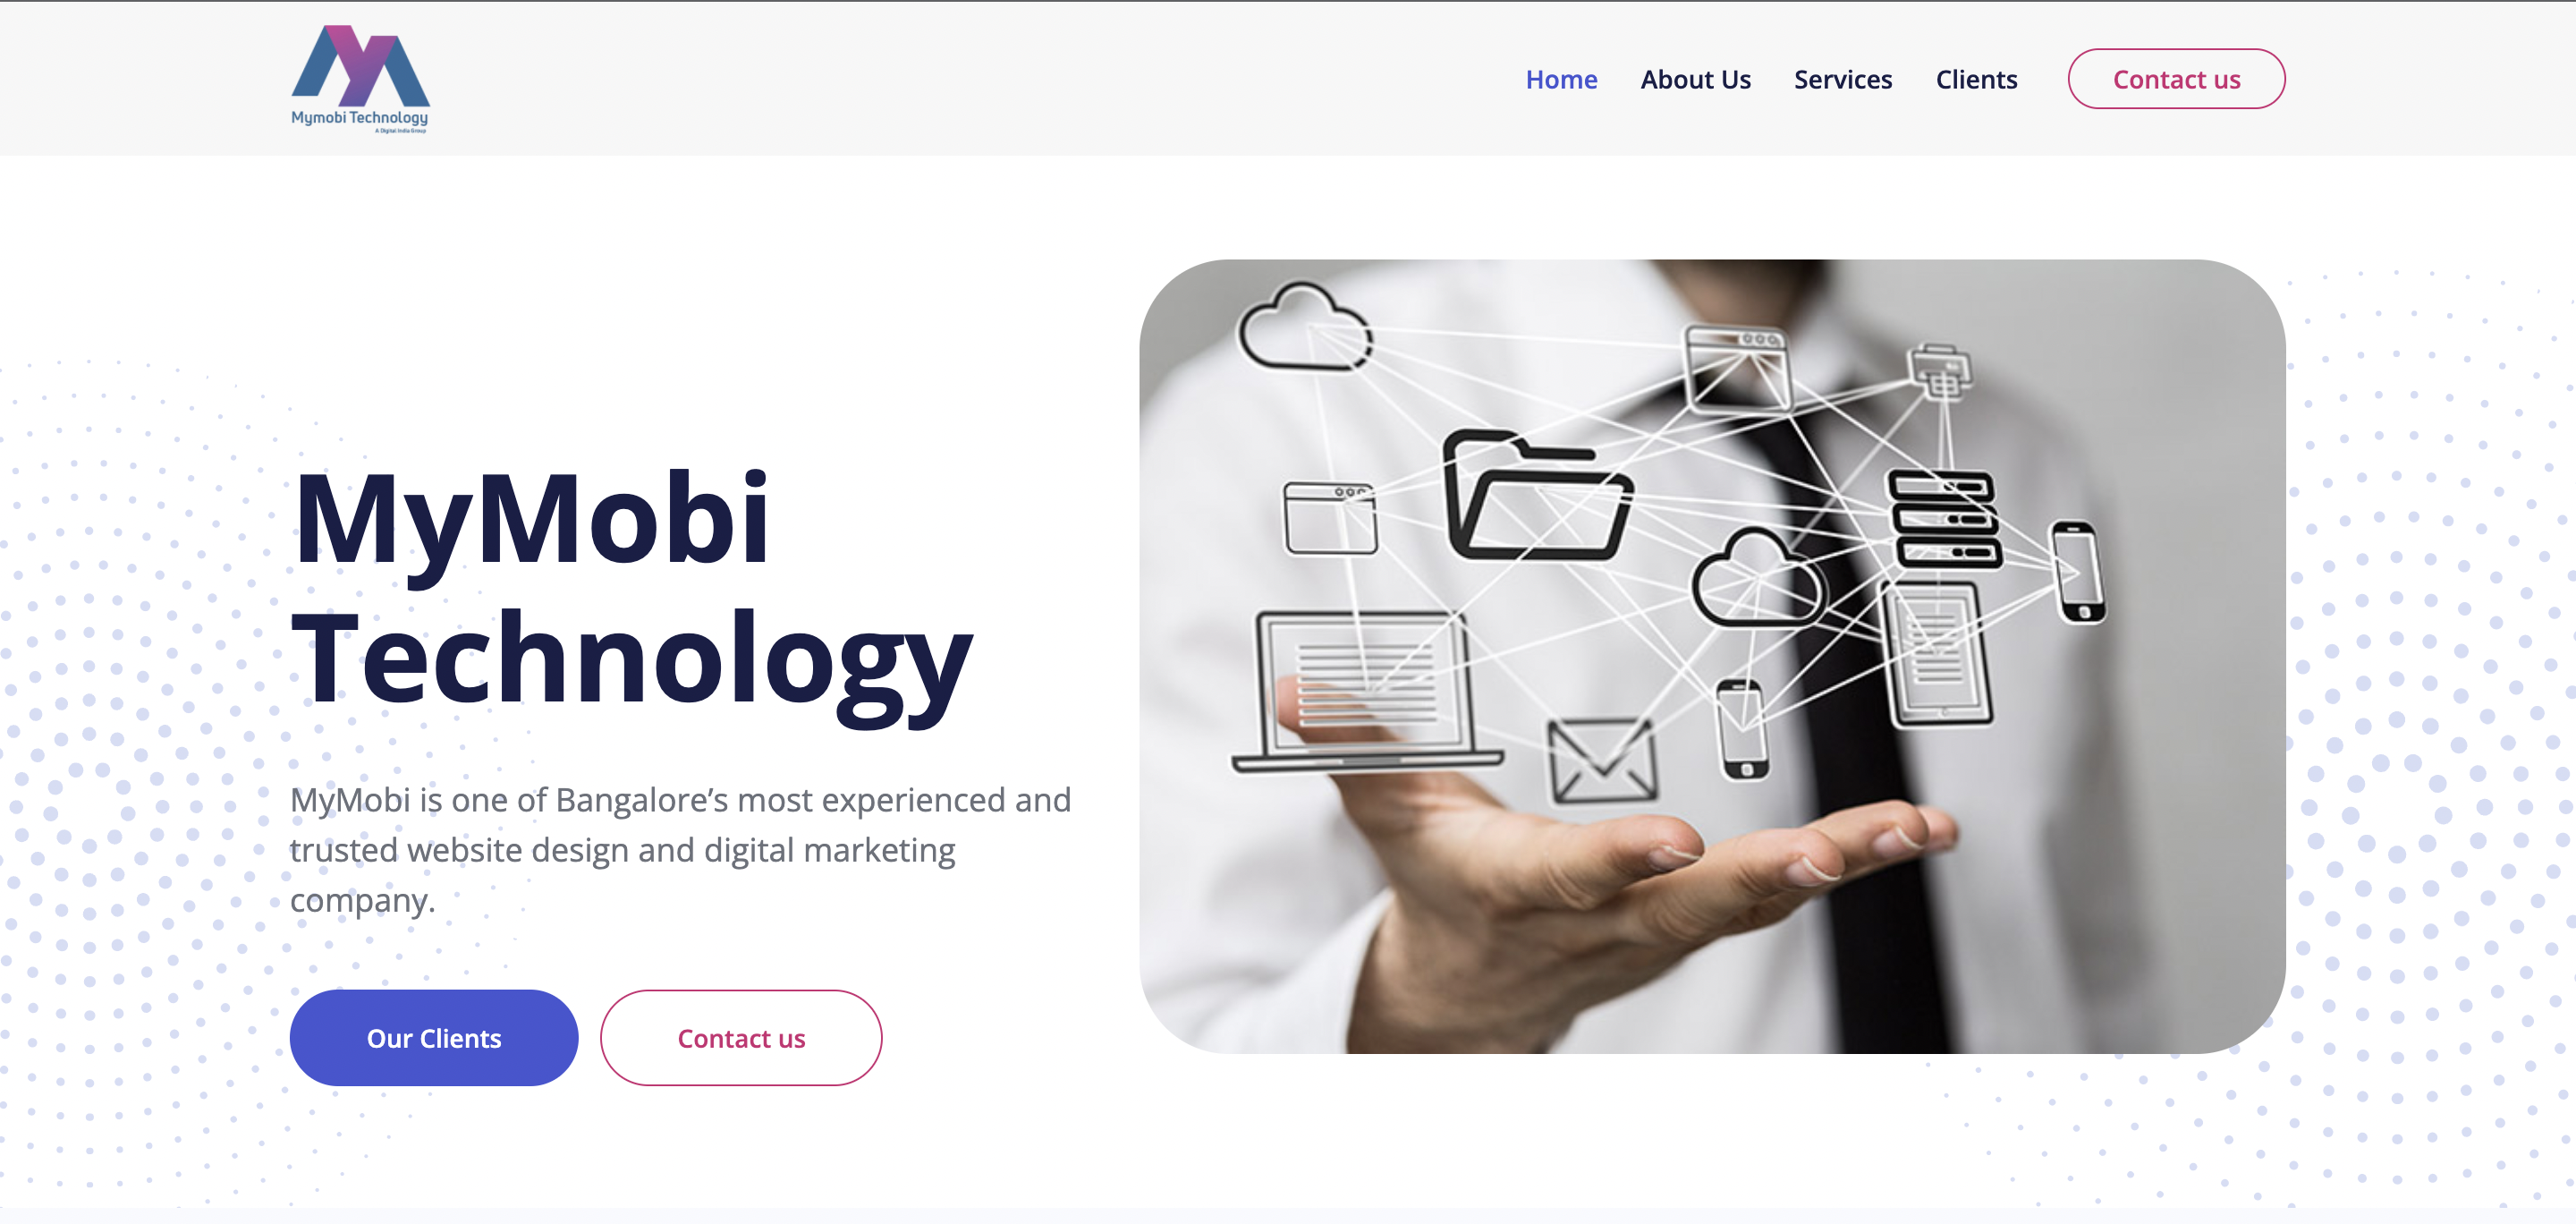 Mymobi Technology
A Digital India Group
Home About Us Services Clients Contact us
MyMobi
Technology
MyMobi is one of Bangalore’s most experienced and
trusted website design and digital marketing
company.
Our Clients Contact us